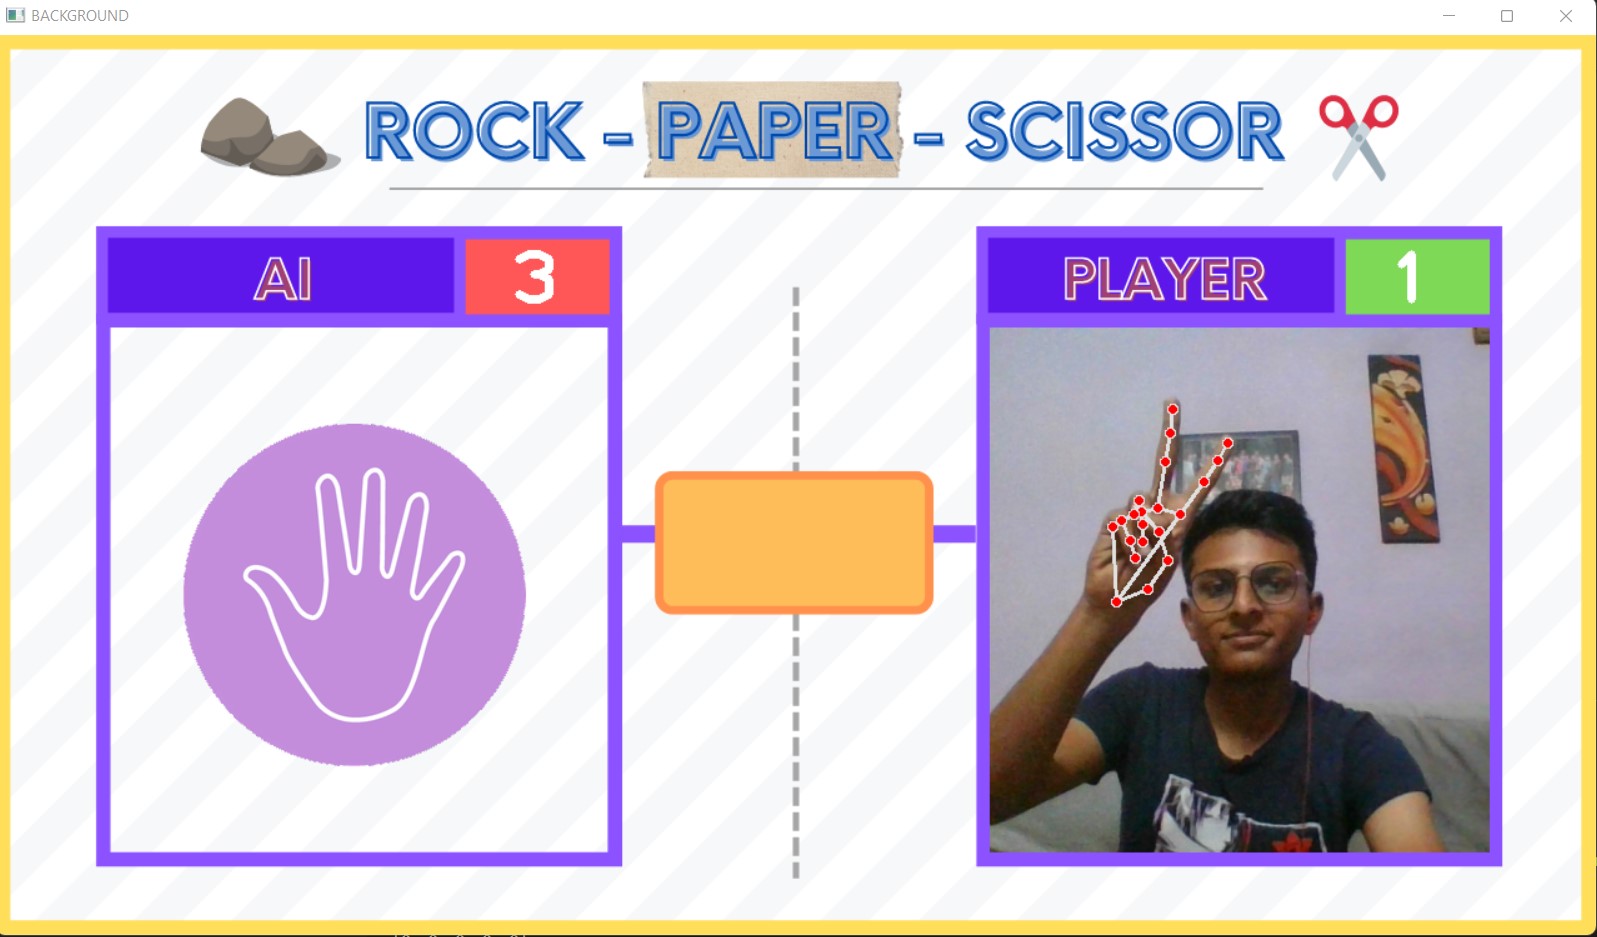 BACKGROUND
ROCK - PAPER - SCISSOR
AI 3
PLAYER 1